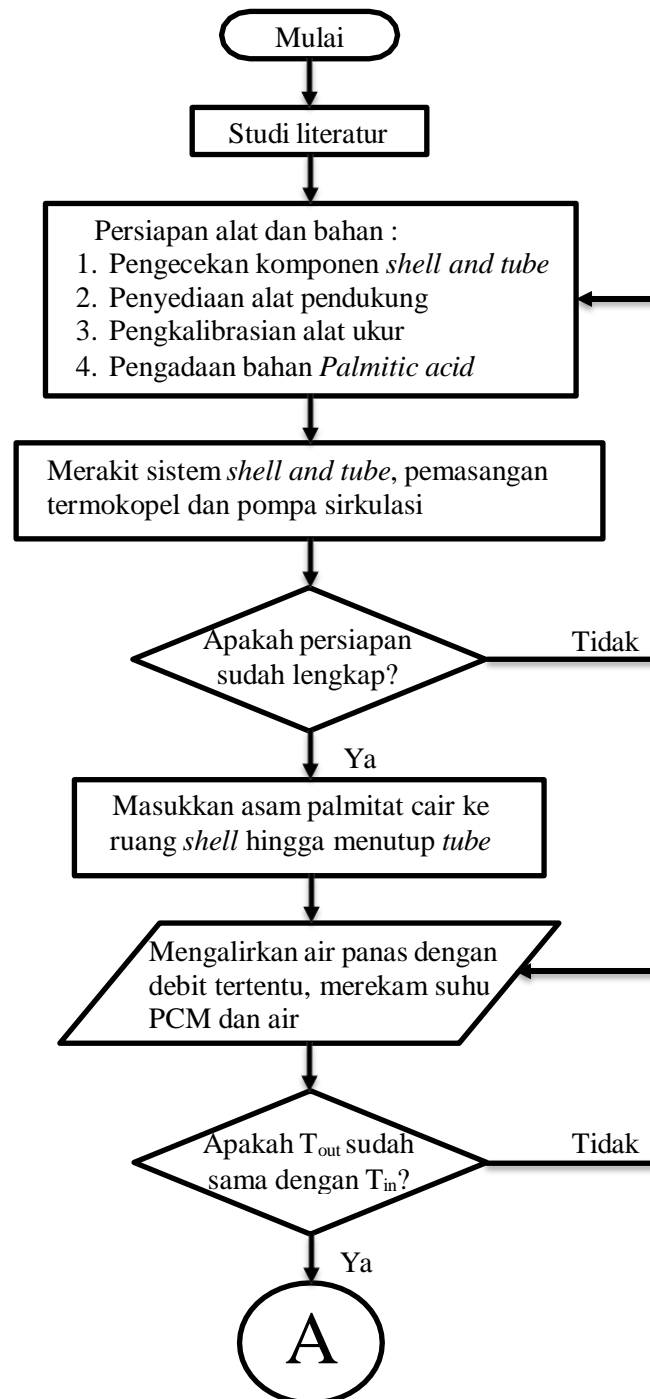 Mulai
Studi literatur
Persiapan alat dan bahan :
1. Pengecekan komponen shell and tube
2. Penyediaan alat pendukung
3. Pengkalibrasian alat ukur
4. Pengadaan bahan Palmitic acid
Merakit sistem shell and tube, pemasangan
termokopel dan pompa sirkulasi
Apakah persiapan
sudah lengkap?
Tidak
Ya
Masukkan asam palmitat cair ke
ruang shell hingga menutup tube
Mengalirkan air panas dengan
debit tertentu, merekam suhu
PCM dan air
Apakah Tout sudah
sama dengan Tin?
Tidak
Ya
A